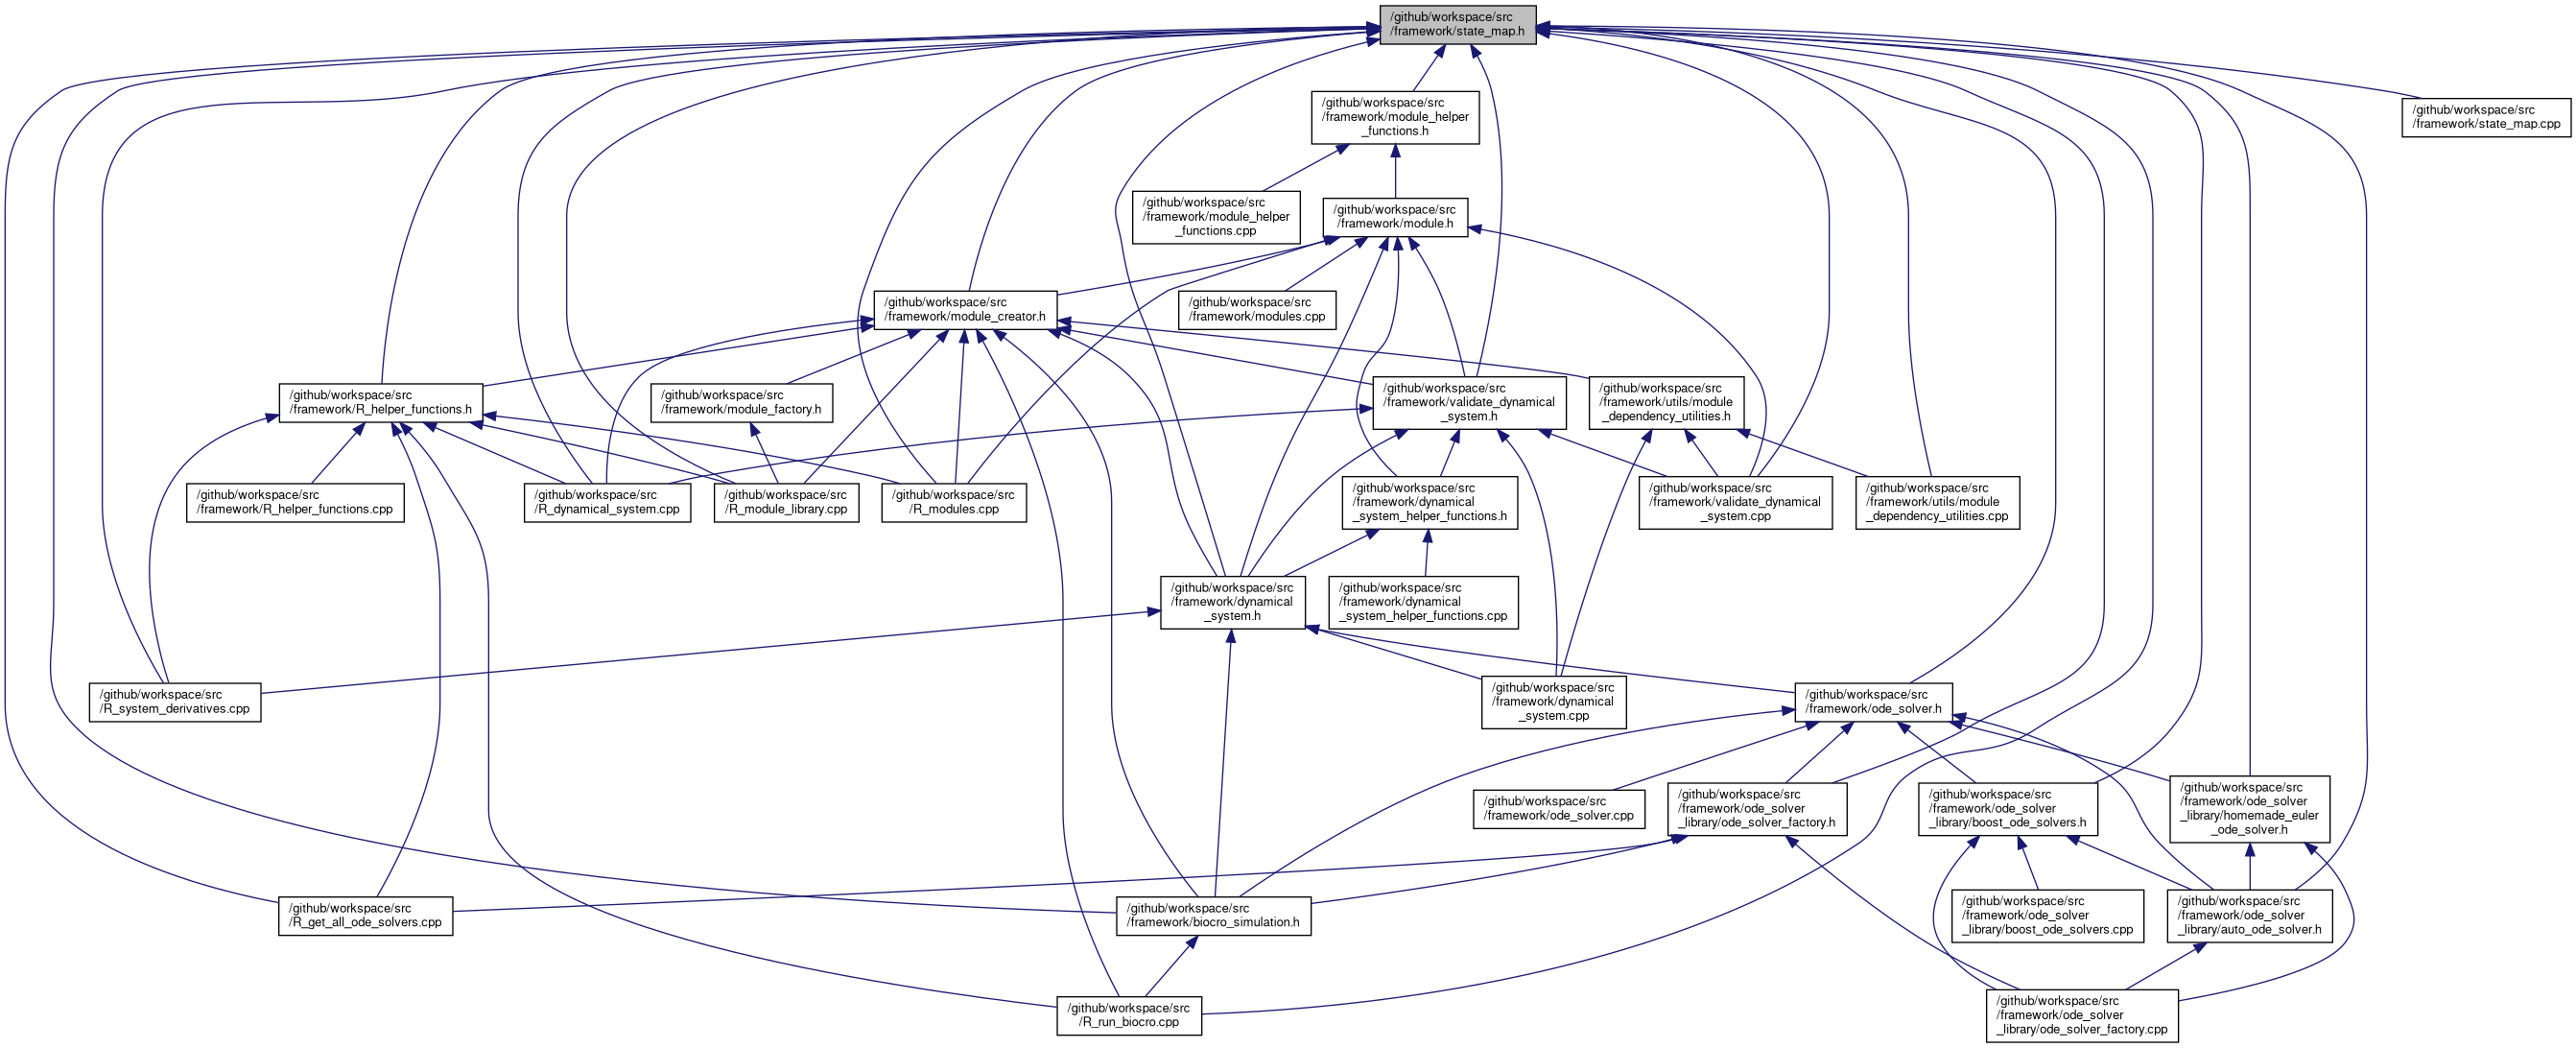 /github/workspace/src
/framework/state_map.h
/github/workspace/src
/framework/module_helper
_functions.h
/github/workspace/src
/framework/state_map.cpp
/github/workspace/src
/framework/module_helper
_functions.cpp
/github/workspace/src
/framework/module.h
/github/workspace/src
/framework/module_creator.h
/github/workspace/src
/framework/modules.cpp
/github/workspace/src
/framework/R_helper_functions.h
/github/workspace/src
/framework/module_factory.h
/github/workspace/src
/framework/validate_dynamical
_system.h
/github/workspace/src
/framework/utils/module
_dependency_utilities.h
/github/workspace/src
/framework/R_helper_functions.cpp
/github/workspace/src
/R_dynamical_system.cpp
/github/workspace/src
/R_module_library.cpp
/github/workspace/src
/R_modules.cpp
/github/workspace/src
/framework/dynamical
_system_helper_functions.h
/github/workspace/src
/framework/validate_dynamical
_system.cpp
/github/workspace/src
/framework/utils/module
_dependency_utilities.cpp
/github/workspace/src
/framework/dynamical
_system.h
/github/workspace/src
/framework/dynamical
_system_helper_functions.cpp
/github/workspace/src
/R_system_derivatives.cpp
/github/workspace/src
/framework/dynamical
_system.cpp
/github/workspace/src
/framework/ode_solver.h
/github/workspace/src
/framework/ode_solver.cpp
/github/workspace/src
/framework/ode_solver
_library/ode_solver_factory.h
/github/workspace/src
/framework/ode_solver
_library/boost_ode_solvers.h
/github/workspace/src
/framework/ode_solver
_library/homemade_euler
_ode_solver.h
/github/workspace/src
/R_get_all_ode_solvers.cpp
/github/workspace/src
/framework/biocro_simulation.h
/github/workspace/src
/framework/ode_solver
_library/boost_ode_solvers.cpp
/github/workspace/src
/framework/ode_solver
_library/auto_ode_solver.h
/github/workspace/src
/R_run_biocro.cpp
/github/workspace/src
/framework/ode_solver
_library/ode_solver_factory.cpp